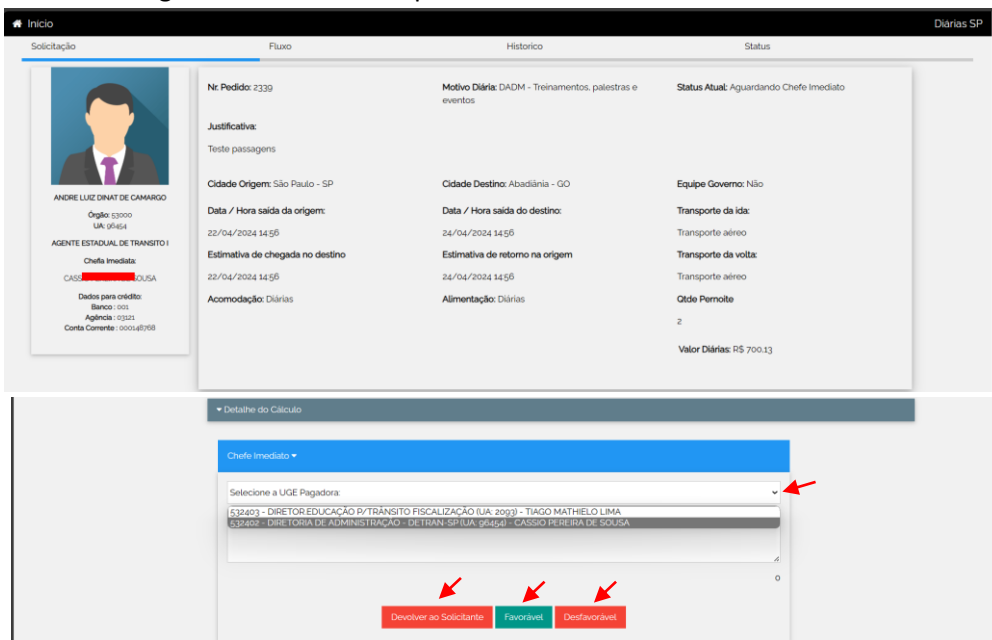 Início
Diárias SP
Solicitação Fluxo Historico Status
ANDRE LUIZ DINAT DE CAMARGO
Órgão: 53000
UA: 96454
AGENTE ESTADUAL DE TRANSITO I
Chefia Imediata:
CASS OUSA
Dados para crédito:
Banco : 001
Agência : 03121
Conta Corrente : 000148768
Nr. Pedido: 2339
Motivo Diária: DADM - Treinamentos, palestras e
eventos
Status Atual: Aguardando Chefe Imediato
Justificativa:
Teste passagens
Cidade Origem: São Paulo - SP
Cidade Destino: Abadiânia - GO
Equipe Governo: Não
Data / Hora saída da origem:
Data / Hora saída do destino:
Transporte da ida:
22/04/2024 14:56
24/04/2024 14:56
Transporte aéreo
Estimativa de chegada no destino
Estimativa de retorno na origem
Transporte da volta:
22/04/2024 14:56
24/04/2024 14:56
Transporte aéreo
Acomodação: Diárias
Alimentação: Diárias
Qtde Pernoite
2
Valor Diárias: R$ 700.13
Detalhe do Cálculo
Chefe Imediato
Selecione a UGE Pagadora:
532403 - DIRETOR.EDUCAÇÃO P/TRÂNSITO FISCALIZAÇÃO (UA: 2093) - TIAGO MATHIELO LIMA
532402 - DIRETORIA DE ADMINISTRAÇÃO - DETRAN-SP (UA: 96454) - CASSIO PEREIRA DE SOUSA
0
Devolver ao Solicitante Favorável Desfavorável